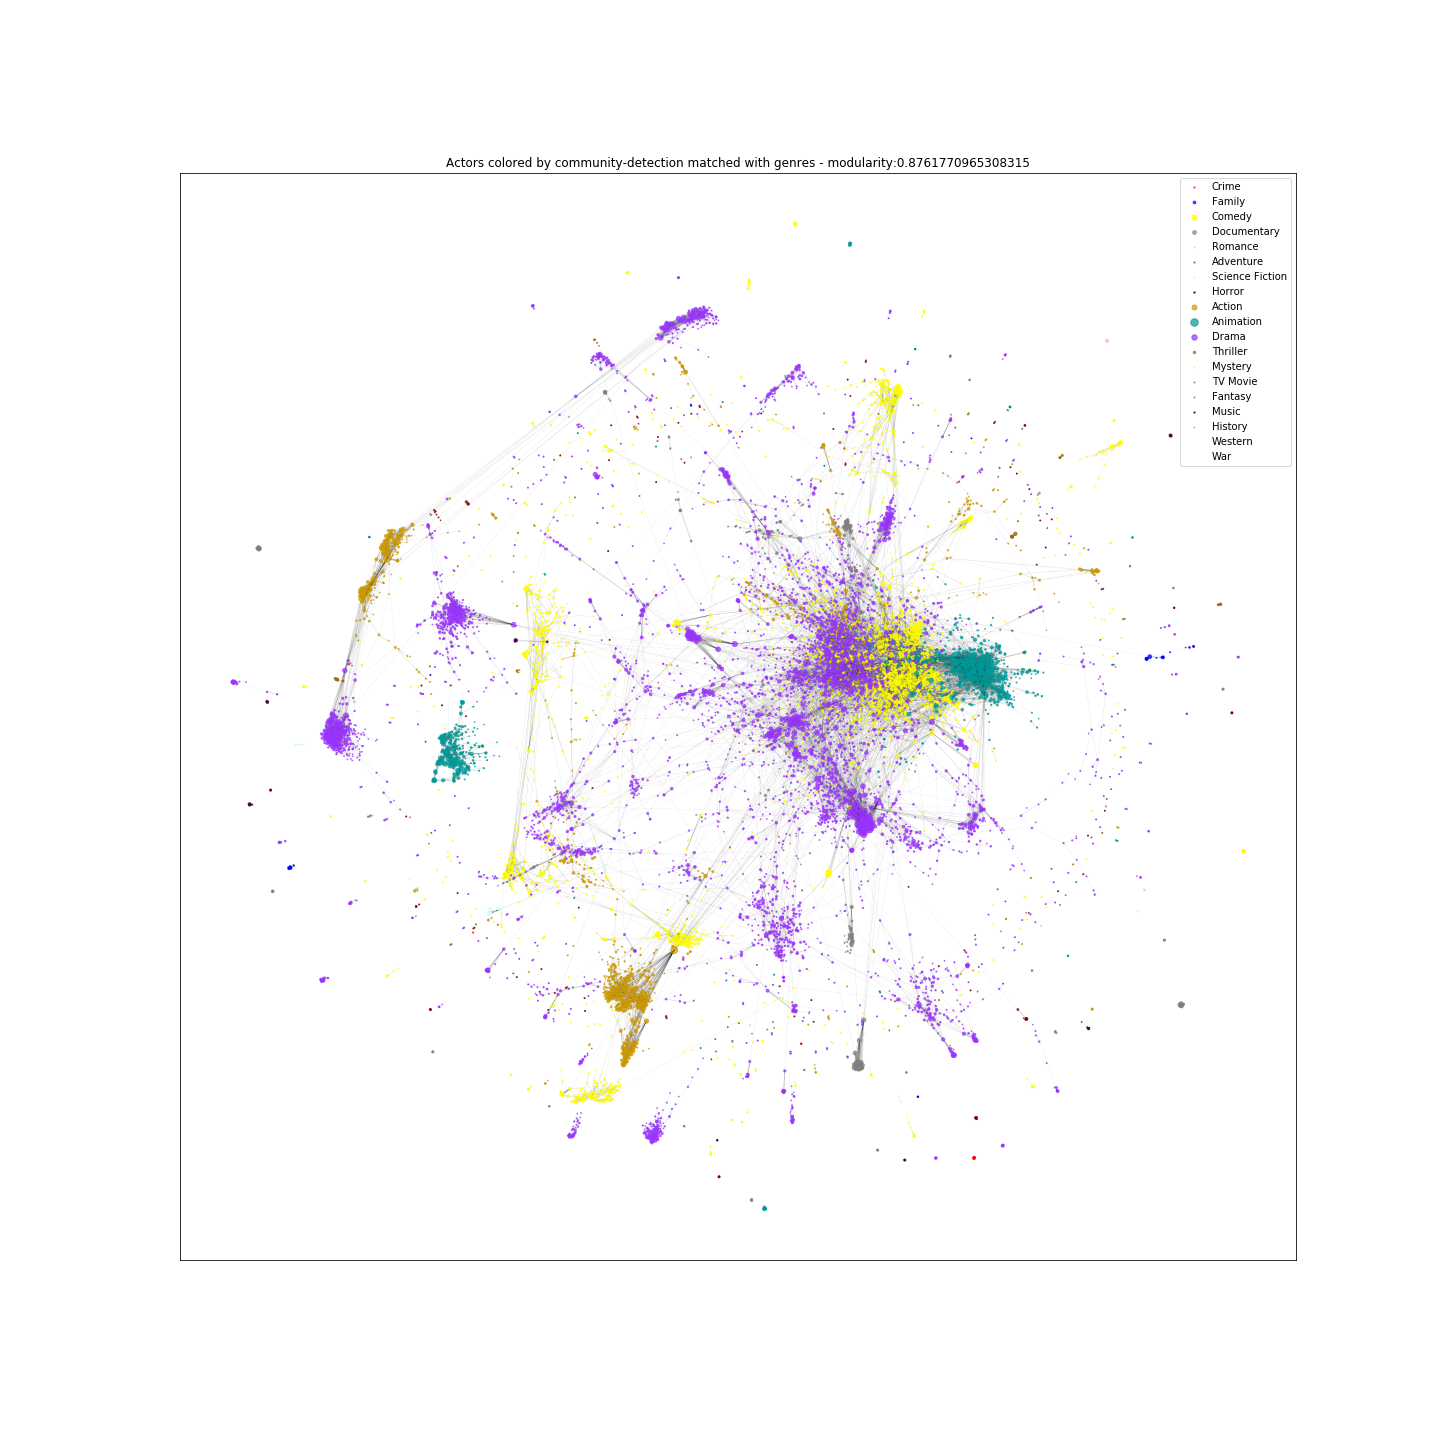 Actors colored by community-detection matched with genres - modularity:0.8761770965308315
Crime
Family
Comedy
Documentary
Romance
Adventure
Science Fiction
Horror
Action
Animation
Drama
Thriller
Mystery
TV Movie
Fantasy
Music
History
Western
War